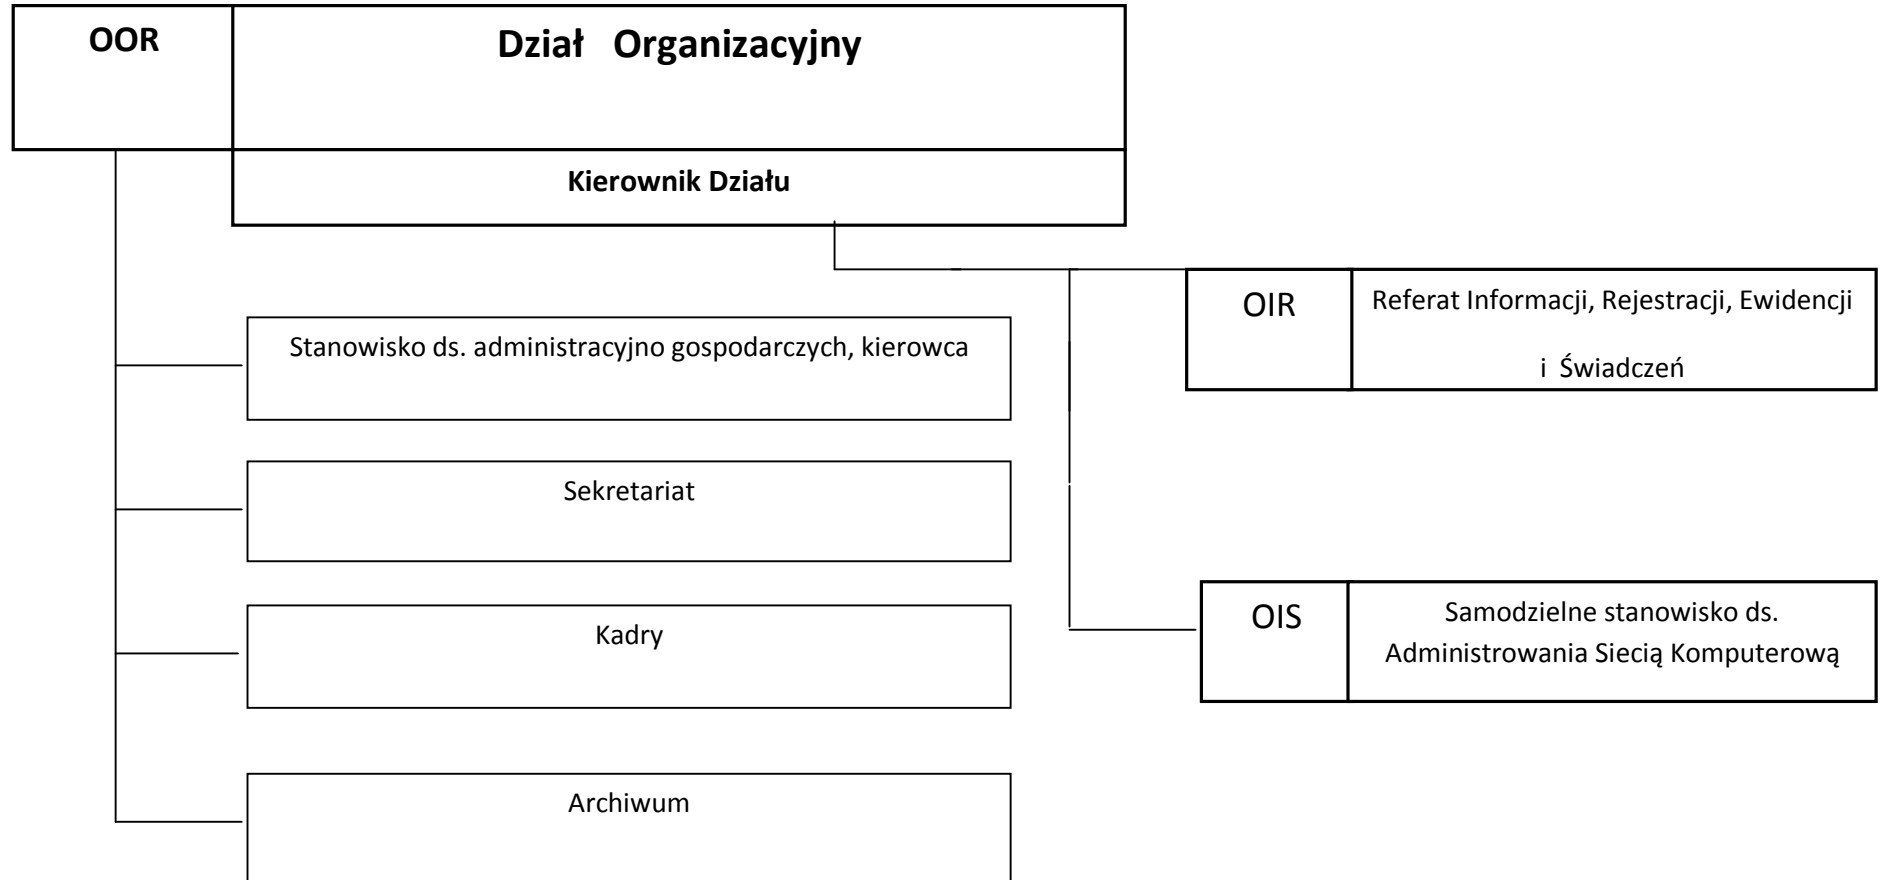 OOR
Dział Organizacyjny
Kierownik Działu
Stanowisko ds. administracyjno gospodarczych, kierowca
Sekretariat
Kadry
Archiwum
OIR
Referat Informacji, Rejestracji, Ewidencji
i Świadczeń
OIS
Samodzielne stanowisko ds.
Administrowania Siecią Komputerową